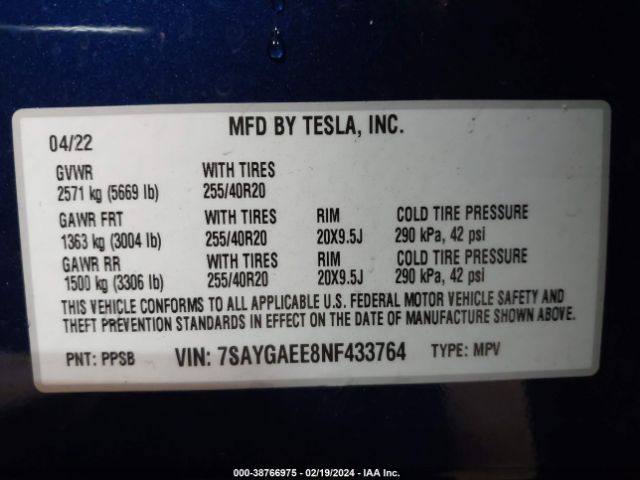 MFD BY TESLA, INC.
04/22
GVWR WITH TIRES
2571 kg (5669 lb) 255/40R20
GAWR FRT WITH TIRES RIM COLD TIRE PRESSURE
1363 kg (3004 lb) 255/40R20 20X9.5J 290 kPa, 42 psi
GAWR RR WITH TIRES RIM COLD TIRE PRESSURE
1500 kg (3306 lb) 255/40R20 20X9.5J 290 kPa, 42 psi
THIS VEHICLE CONFORMS TO ALL APPLICABLE U.S. FEDERAL MOTOR VEHICLE SAFETY AND
THEFT PREVENTION STANDARDS IN EFFECT ON THE DATE OF MANUFACTURE SHOWN ABOVE.
PNT: PPSB VIN: 7SAYGAEE8NF433764 TYPE: MPV
000-38766975 - 02/19/2024 - IAA Inc.